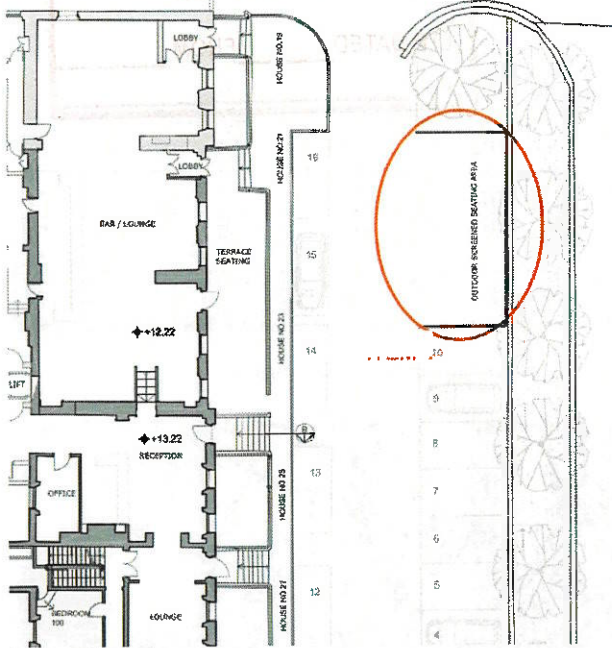 LOBBY
HOUSE NO.19
HOUSE NO 21
16
LOBBY
BAR / LOUNGE
TERRACE
SEATING
15
OUTDOOR SCREENED SEATING AREA
HOUSE NO 23
+12.22
14
10
LIFT
9
+13.22
RECEPTION
8
13
HOUSE NO 25
7
OFFICE
6
12
5
HOUSE NO 27
BEDROOM
100
LOUNGE
4